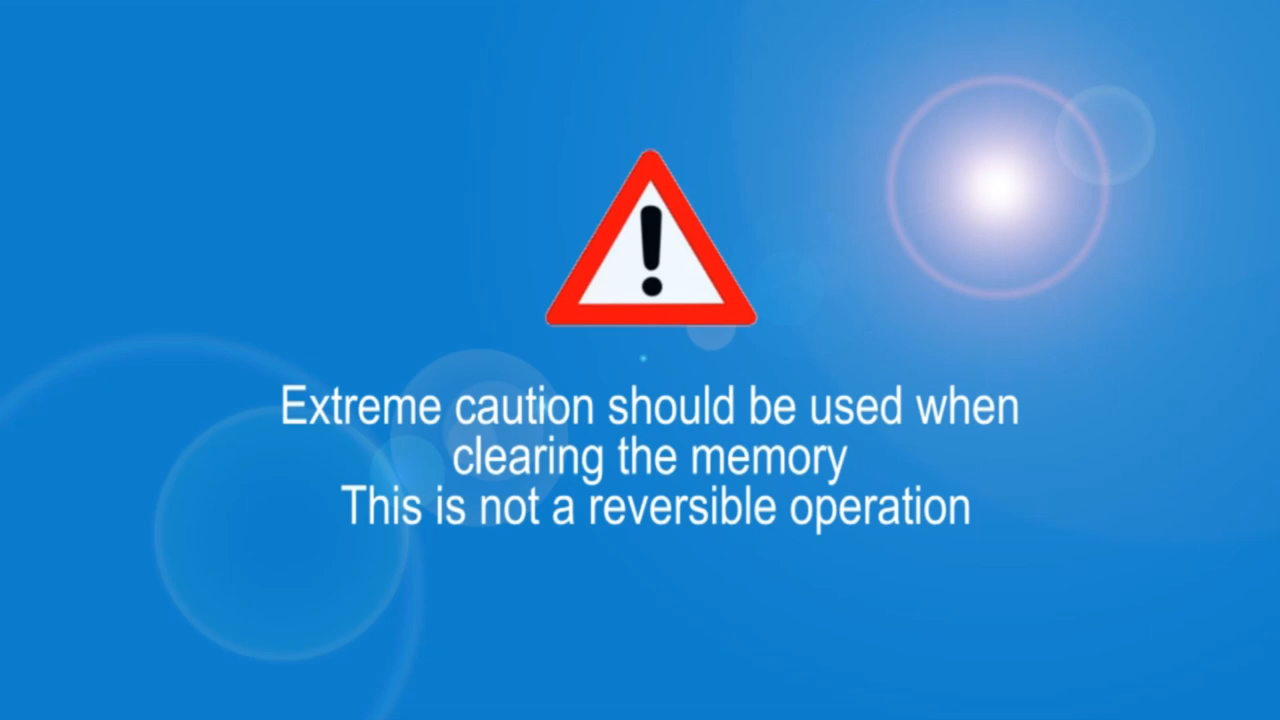 Extreme caution should be used when
clearing the memory
This is not a reversible operation